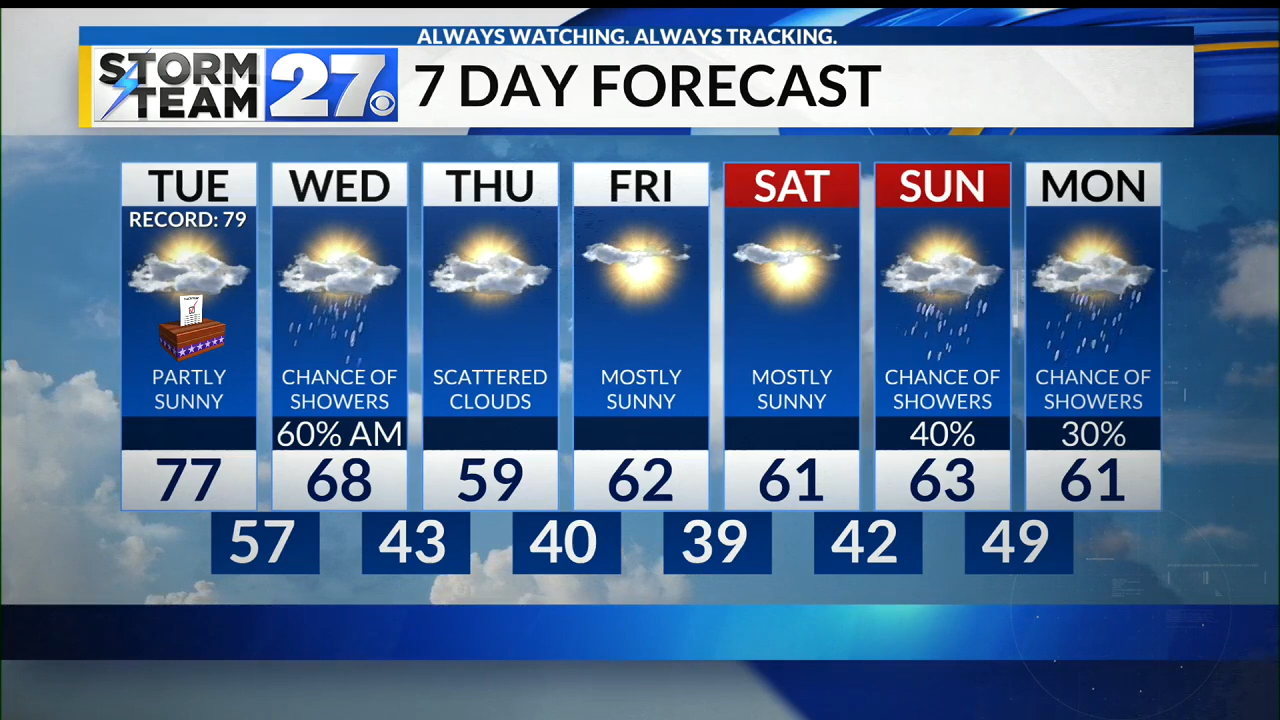 ALWAYS WATCHING. ALWAYS TRACKING.
STORM
TEAM
27
7 DAY FORECAST
TUE WED THU FRI SAT SUN MON
RECORD: 79
PARTLY SUNNY
CHANCE OF SHOWERS
SCATTERED CLOUDS
MOSTLY SUNNY
MOSTLY SUNNY
CHANCE OF SHOWERS
CHANCE OF SHOWERS
60% AM 40% 30%
77 68 59 62 61 63 61
57 43 40 39 42 49